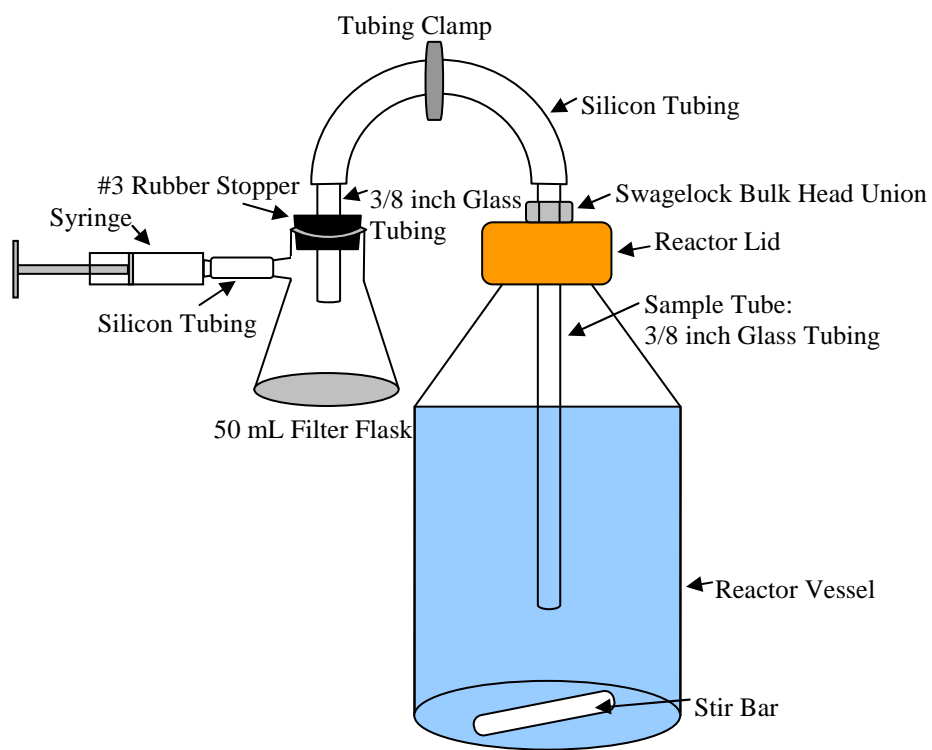 Tubing Clamp
Silicon Tubing
#3 Rubber Stopper
3/8 inch Glass
Tubing
Swagelock Bulk Head Union
Syringe
Reactor Lid
Silicon Tubing
Sample Tube:
3/8 inch Glass Tubing
50 mL Filter Flask
Reactor Vessel
Stir Bar